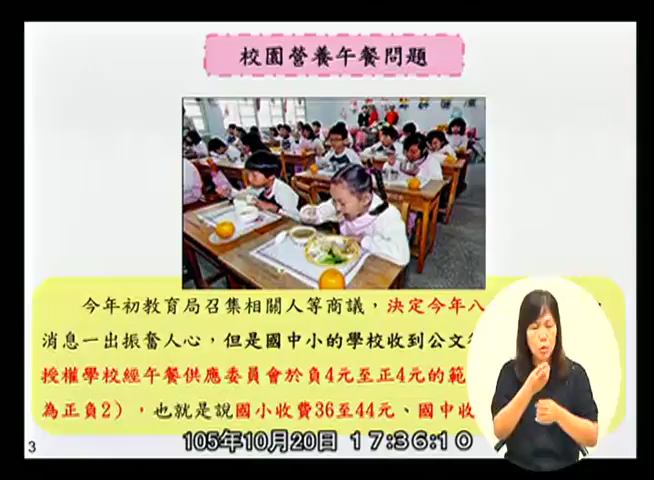 校園營養午餐問題
今年初教育局召集相關人等商議，決定今年八
消息一出振奮人心，但是國中小的學校收到公文
授權學校經午餐供應委員會於負4元至正4元的範
為正負2），也就是說國小收費36至44元、國中收
3
105年10月20日 17:36:10